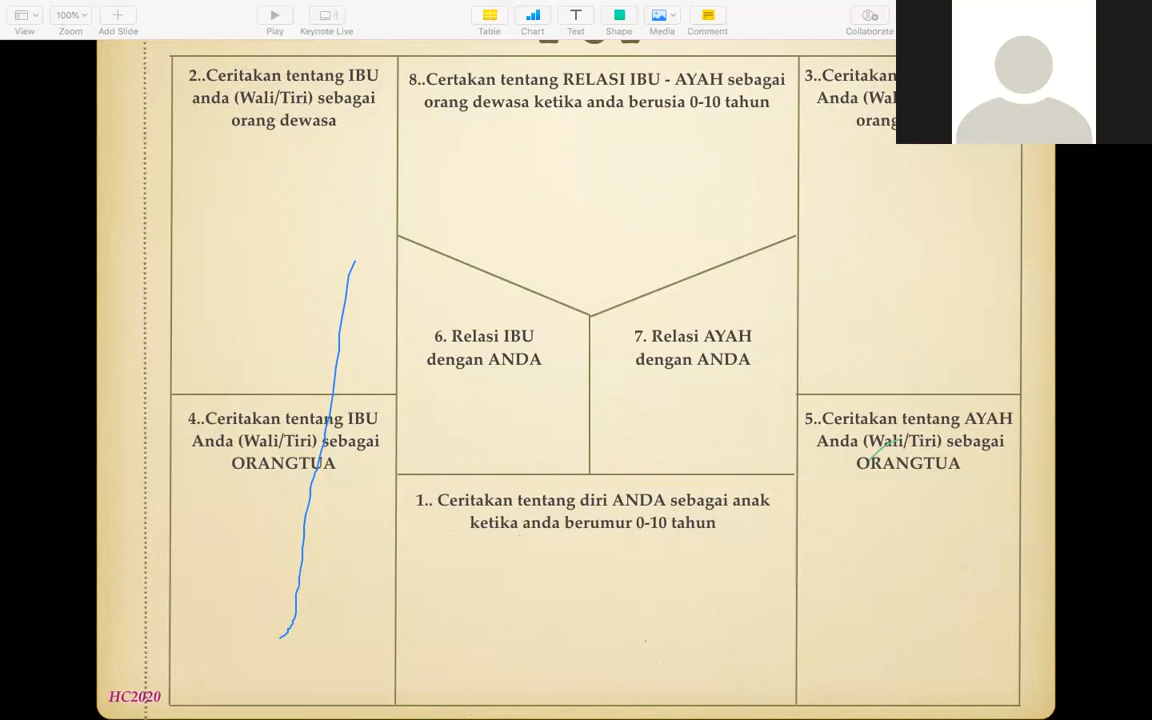 View
100%
Zoom
Add Slide
Play
Keynote Live
Table
Chart
Text
Shape
Media
Comment
Collaborate
2..Ceritakan tentang IBU
anda (Wali/Tiri) sebagai
orang dewasa
8..Certakan tentang RELASI IBU - AYAH sebagai
orang dewasa ketika anda berusia 0-10 tahun
3..Ceritakan
Anda
6. Relasi IBU
dengan ANDA
7. Relasi AYAH
dengan ANDA
4..Ceritakan tentang IBU
Anda (Wali/Tiri) sebagai
ORANGTUA
5..Ceritakan tentang AYAH
Anda (Wali/Tiri) sebagai
ORANGTUA
1.. Ceritakan tentang diri ANDA sebagai anak
ketika anda berumur 0-10 tahun
HC2020